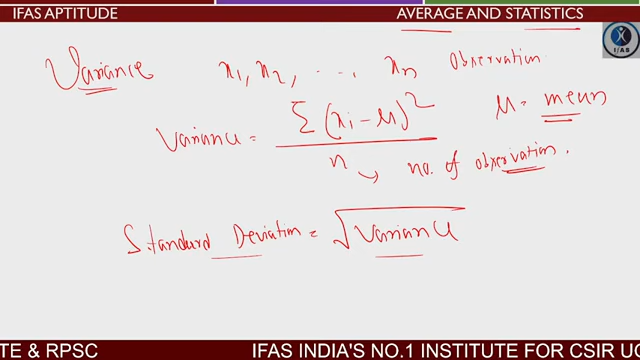 IFAS APTITUDE
AVERAGE AND STATISTICS
IFAS
Variance x₁, x₂, ... xₙ observation
Variance = Σ(xᵢ - μ)² / n μ = mean
→ no. of observation.
Standard Deviation = √Variance
TE & RPSC
IFAS INDIA'S NO.1 INSTITUTE FOR CSIR UG